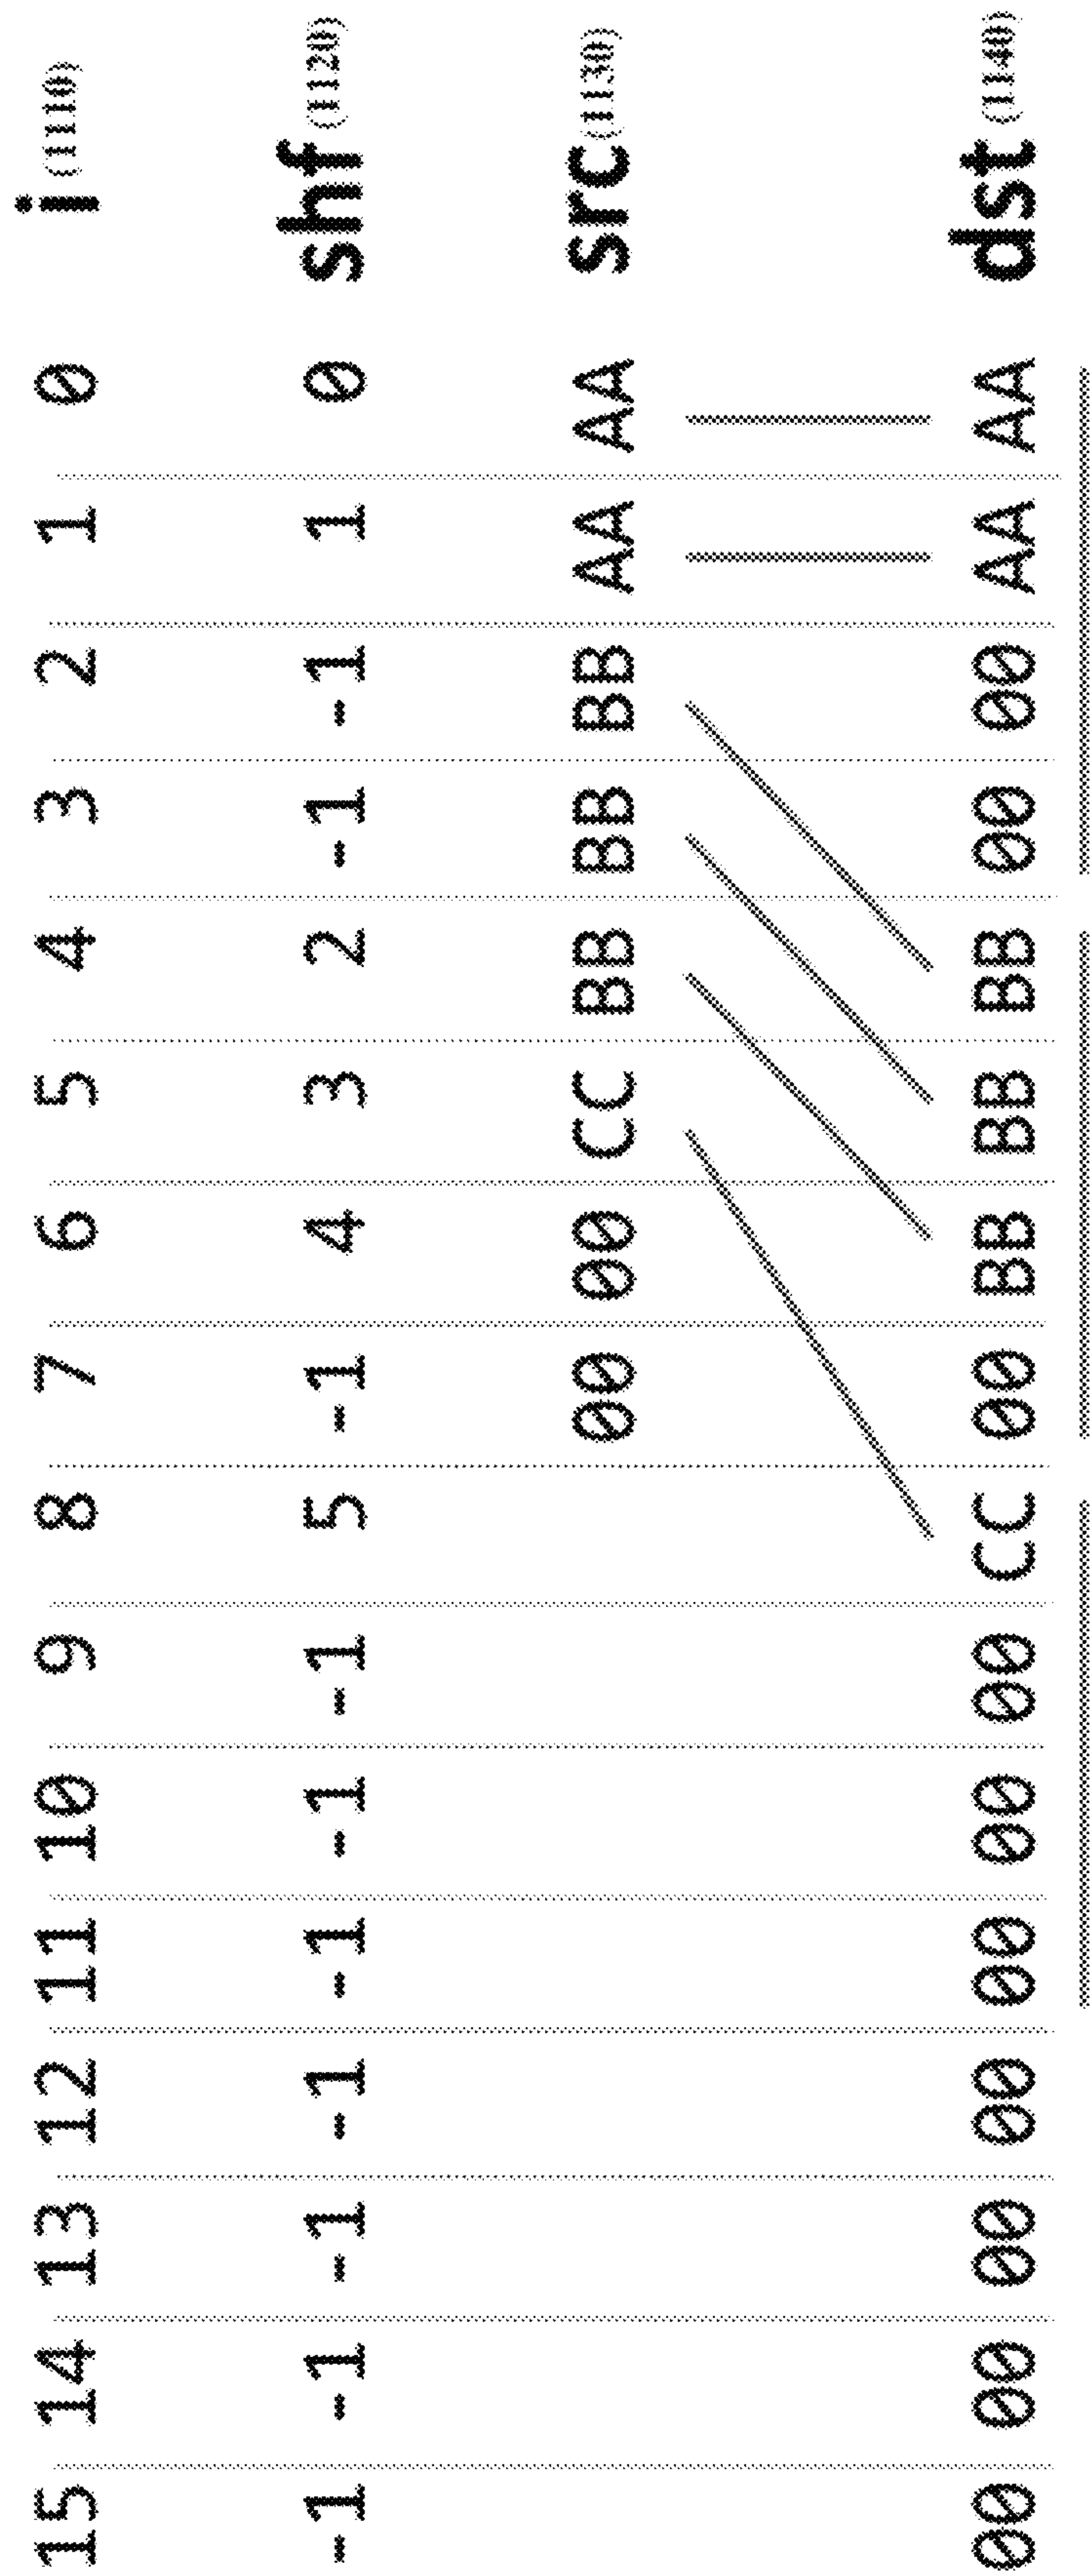 15 14 13 12 11 10 9 8 7 6 5 4 3 2 1 0 i (1110)
-1 -1 -1 -1 -1 -1 -1 5 -1 4 3 2 -1 -1 1 0 shf (1120)
00 00 CC BB BB BB AA AA src (1130)
00 00 00 00 00 00 00 CC 00 BB BB BB 00 00 AA AA dst (1140)